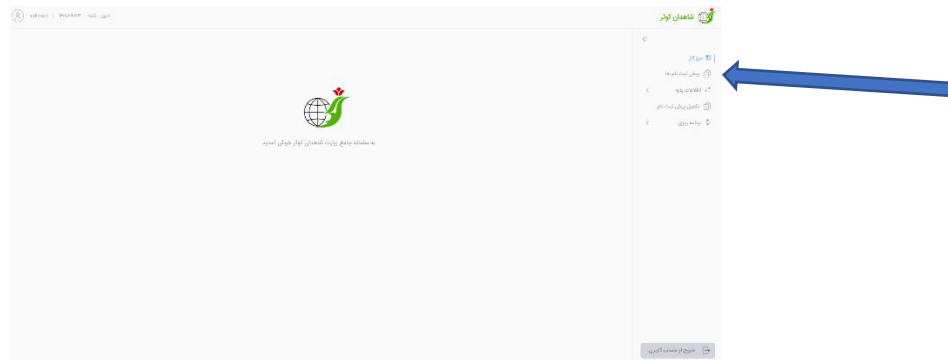 شاهدان کوثر
میز کار
پیش ثبت نام ها
اطلاعات پایه
تکمیل پیش ثبت نام
برنامه ریزی
به سامانه جامع زیارت شاهدان کوثر خوش آمدید
خروج از حساب کاربری